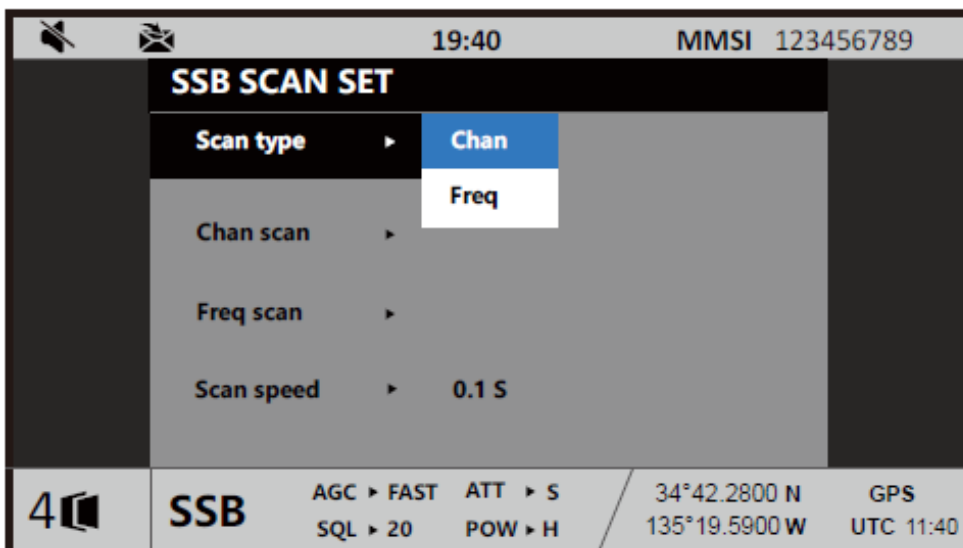 19:40 MMSI 123456789
SSB SCAN SET
Scan type ▸ Chan
Freq
Chan scan ▸
Freq scan ▸
Scan speed ▸ 0.1 S
4 SSB
AGC ▸ FAST ATT ▸ S
SQL ▸ 20 POW ▸ H
34°42.2800 N
135°19.5900 W
GPS
UTC 11:40